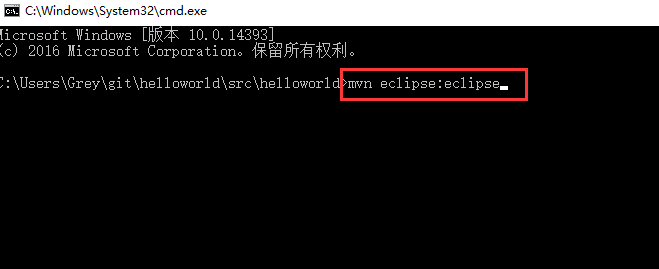 C:\Windows\System32\cmd.exe
Microsoft Windows [版本 10.0.14393]
(c) 2016 Microsoft Corporation。保留所有权利。
C:\Users\Grey\git\helloworld\src\helloworld>mvn eclipse:eclipse